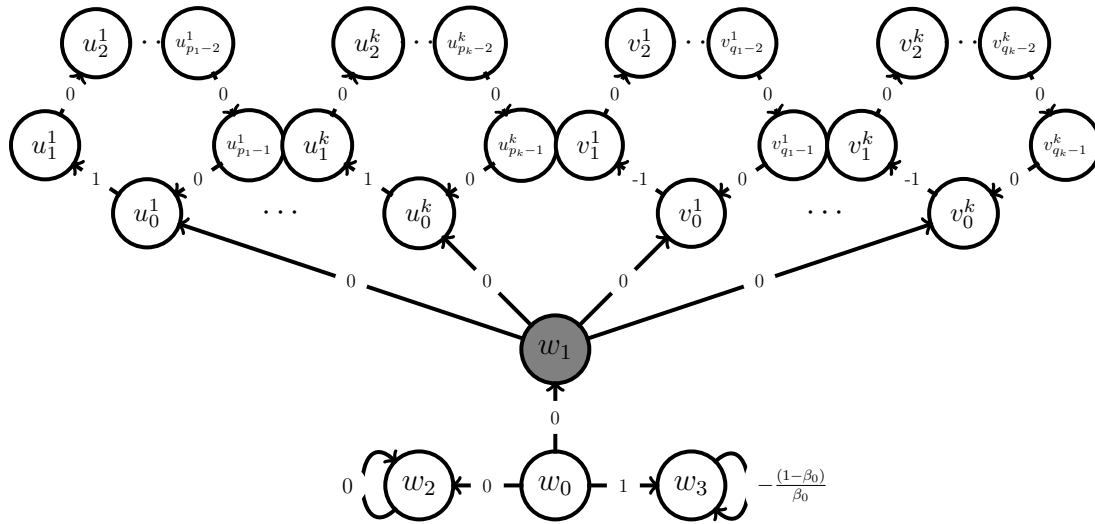 u_2^1 ·· u_{p_1-2}^1 u_2^k ·· u_{p_k-2}^k v_2^1 ·· v_{q_1-2}^1 v_2^k ·· v_{q_k-2}^k
0 0 0 0 0 0 0 0
u_1^1 u_{p_1-1}^1 u_1^k u_{p_k-1}^k v_1^1 v_{q_1-1}^1 v_1^k v_{q_k-1}^k
1 0 1 0 -1 0 -1 0
u_0^1 ··· u_0^k v_0^1 ··· v_0^k
0 0 0 0
w_1
0
0 w_2 0 w_0 1 w_3 -\frac{(1-β_0)}{β_0}